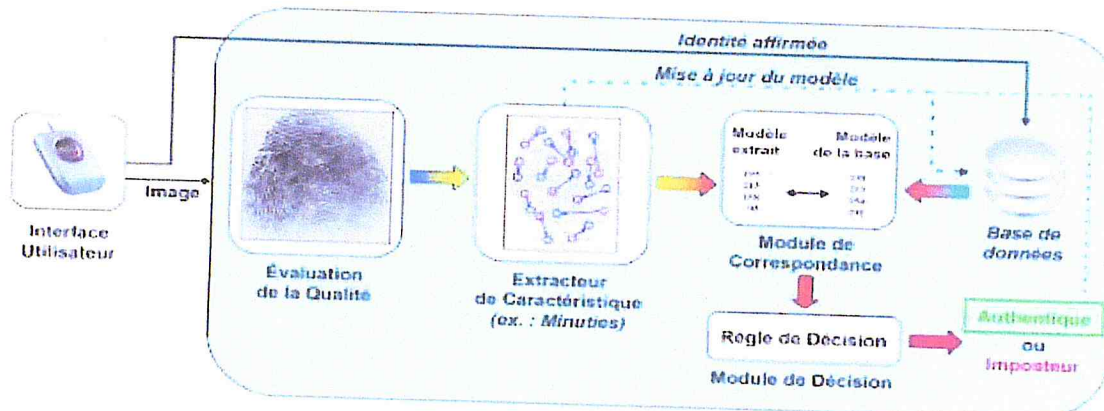 Identité affirmée
Mise à jour du modèle
Interface
Utilisateur
Image
Évaluation
de la Qualité
Extracteur
de Caractéristique
(ex. : Minuties)
Modèle
extrait
Modèle
de la base
Module de
Correspondance
Base de
données
Règle de Décision
Module de Décision
Authentique
ou
Imposteur